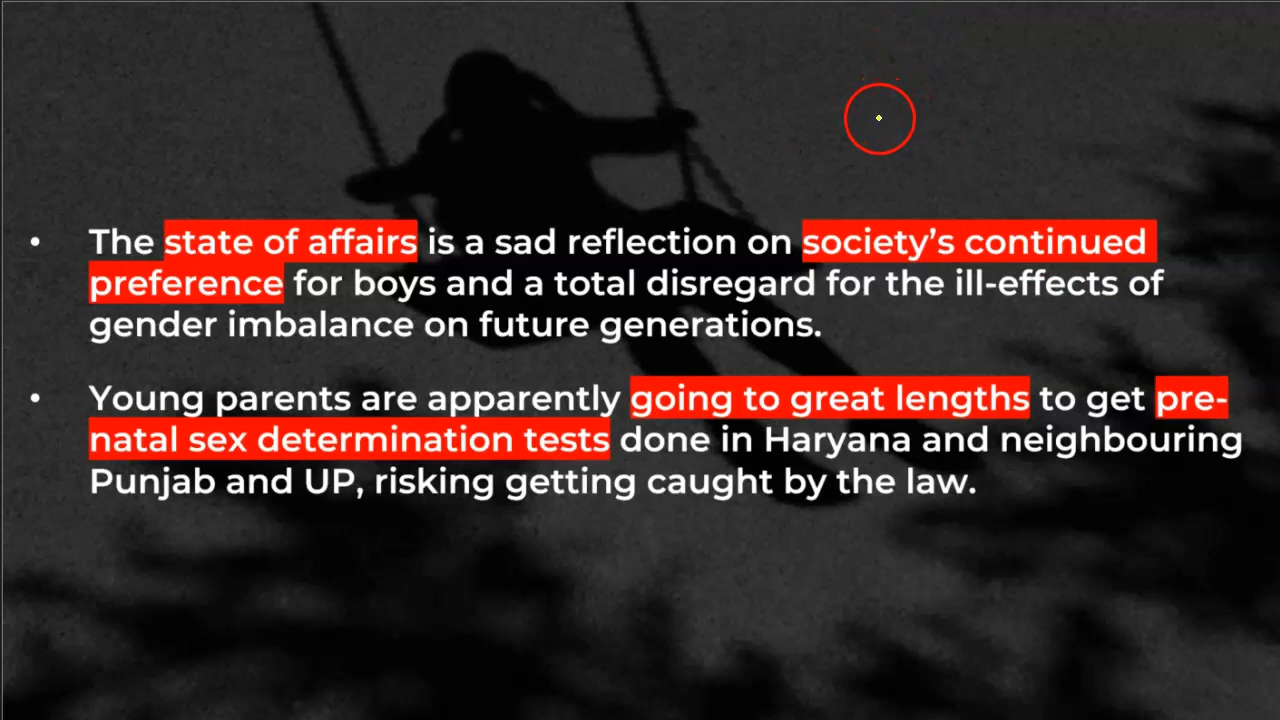 • The state of affairs is a sad reflection on society’s continued
preference for boys and a total disregard for the ill-effects of
gender imbalance on future generations.
• Young parents are apparently going to great lengths to get pre-
natal sex determination tests done in Haryana and neighbouring
Punjab and UP, risking getting caught by the law.